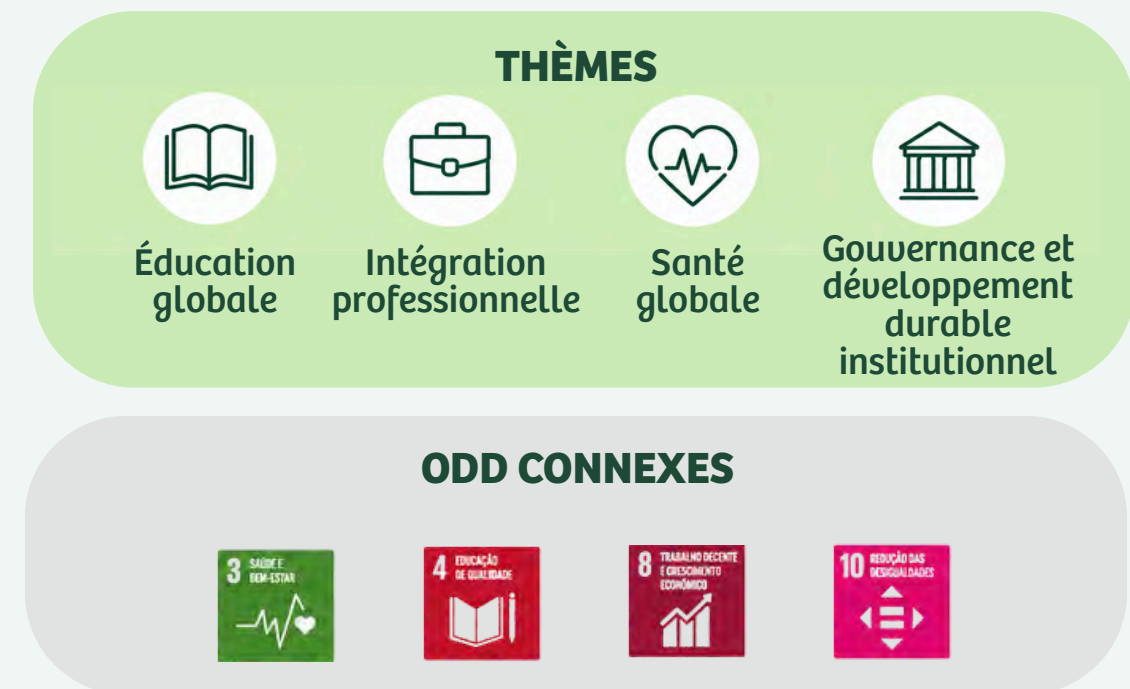 THÈMES
Éducation
globale
Intégration
professionnelle
Santé
globale
Gouvernance et
développement
durable
institutionnel
ODD CONNEXES
3 SAÚDE E
BEM-ESTAR
4 EDUCAÇÃO
DE QUALIDADE
8 TRABALHO DECENTE
E CRESCIMENTO
ECONÔMICO
10 REDUÇÃO DAS
DESIGUALDADES